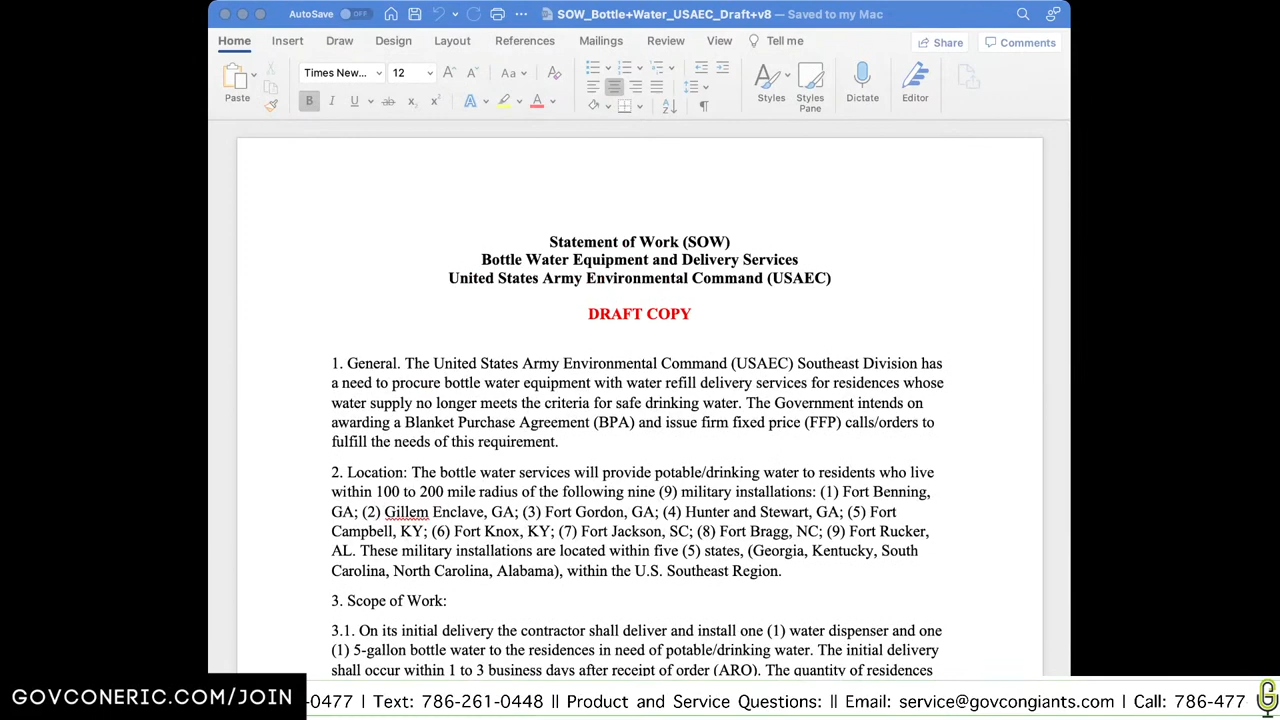 AutoSave OFF SOW_Bottle+Water_USAEC_Draft+v8 — Saved to my Mac
Home Insert Draw Design Layout References Mailings Review View Tell me Share Comments
Times New... 12
Paste Styles Styles Pane Dictate Editor
Statement of Work (SOW)
Bottle Water Equipment and Delivery Services
United States Army Environmental Command (USAEC)
DRAFT COPY
1. General. The United States Army Environmental Command (USAEC) Southeast Division has
a need to procure bottle water equipment with water refill delivery services for residences whose
water supply no longer meets the criteria for safe drinking water. The Government intends on
awarding a Blanket Purchase Agreement (BPA) and issue firm fixed price (FFP) calls/orders to
fulfill the needs of this requirement.
2. Location: The bottle water services will provide potable/drinking water to residents who live
within 100 to 200 mile radius of the following nine (9) military installations: (1) Fort Benning,
GA; (2) Gillem Enclave, GA; (3) Fort Gordon, GA; (4) Hunter and Stewart, GA; (5) Fort
Campbell, KY; (6) Fort Knox, KY; (7) Fort Jackson, SC; (8) Fort Bragg, NC; (9) Fort Rucker,
AL. These military installations are located within five (5) states, (Georgia, Kentucky, South
Carolina, North Carolina, Alabama), within the U.S. Southeast Region.
3. Scope of Work:
3.1. On its initial delivery the contractor shall deliver and install one (1) water dispenser and one
(1) 5-gallon bottle water to the residences in need of potable/drinking water. The initial delivery
shall occur within 1 to 3 business days after receipt of order (ARO). The quantity of residences
GOVCONERIC.COM/JOIN
-0477 | Text: 786-261-0448 || Product and Service Questions: || Email: service@govcongiants.com | Call: 786-477-